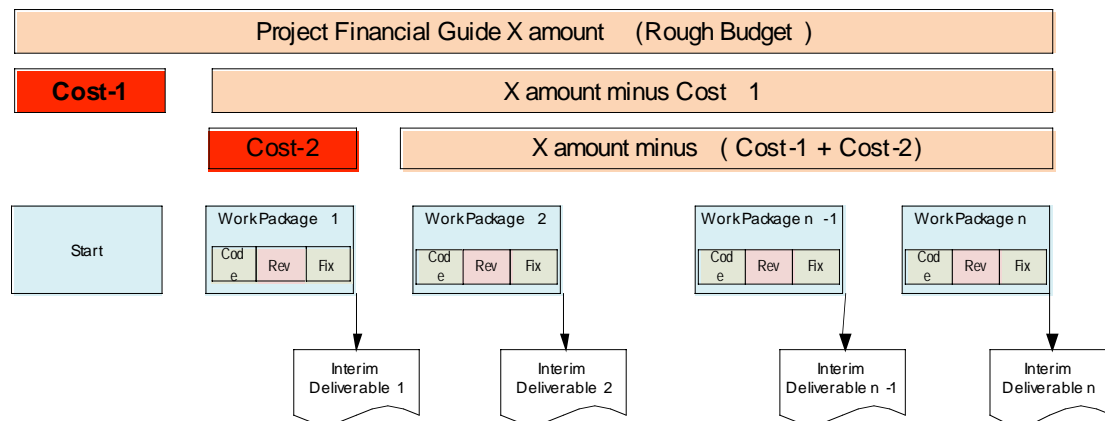 Project Financial Guide X amount (Rough Budget )
Cost-1
X amount minus Cost 1
Cost-2
X amount minus ( Cost-1 + Cost-2)
Start
WorkPackage 1
Cod
e
Rev
Fix
WorkPackage 2
Cod
e
Rev
Fix
WorkPackage n -1
Cod
e
Rev
Fix
WorkPackage n
Cod
e
Rev
Fix
Interim
Deliverable 1
Interim
Deliverable 2
Interim
Deliverable n -1
Interim
Deliverable n